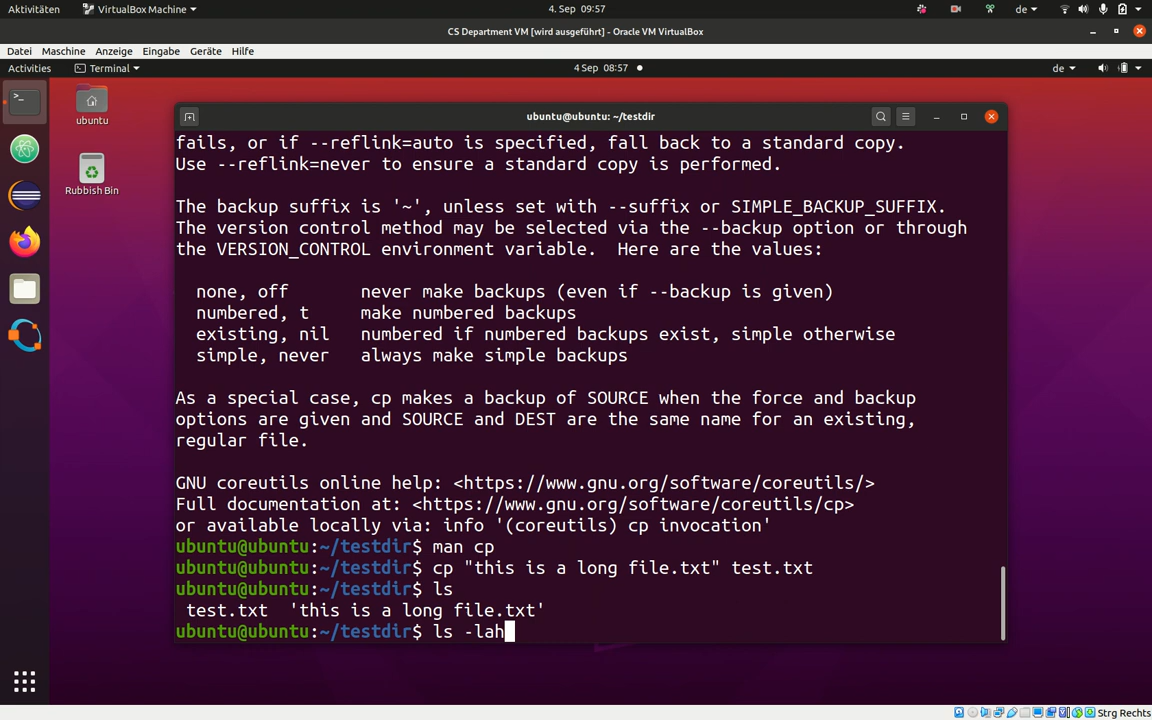 Aktivitäten VirtualBox Machine 4. Sep 09:57 de
CS Department VM [wird ausgeführt] - Oracle VM VirtualBox
Datei Maschine Anzeige Eingabe Geräte Hilfe
Activities Terminal 4 Sep 08:57 de
ubuntu
Rubbish Bin
ubuntu@ubuntu: ~/testdir
fails, or if --reflink=auto is specified, fall back to a standard copy.
Use --reflink=never to ensure a standard copy is performed.
The backup suffix is '~', unless set with --suffix or SIMPLE_BACKUP_SUFFIX.
The version control method may be selected via the --backup option or through
the VERSION_CONTROL environment variable.  Here are the values:
none, off       never make backups (even if --backup is given)
numbered, t     make numbered backups
existing, nil   numbered if numbered backups exist, simple otherwise
simple, never   always make simple backups
As a special case, cp makes a backup of SOURCE when the force and backup
options are given and SOURCE and DEST are the same name for an existing,
regular file.
GNU coreutils online help: <https://www.gnu.org/software/coreutils/>
Full documentation at: <https://www.gnu.org/software/coreutils/cp>
or available locally via: info '(coreutils) cp invocation'
ubuntu@ubuntu:~/testdir$ man cp
ubuntu@ubuntu:~/testdir$ cp "this is a long file.txt" test.txt
ubuntu@ubuntu:~/testdir$ ls
test.txt  'this is a long file.txt'
ubuntu@ubuntu:~/testdir$ ls -lah
Strg Rechts